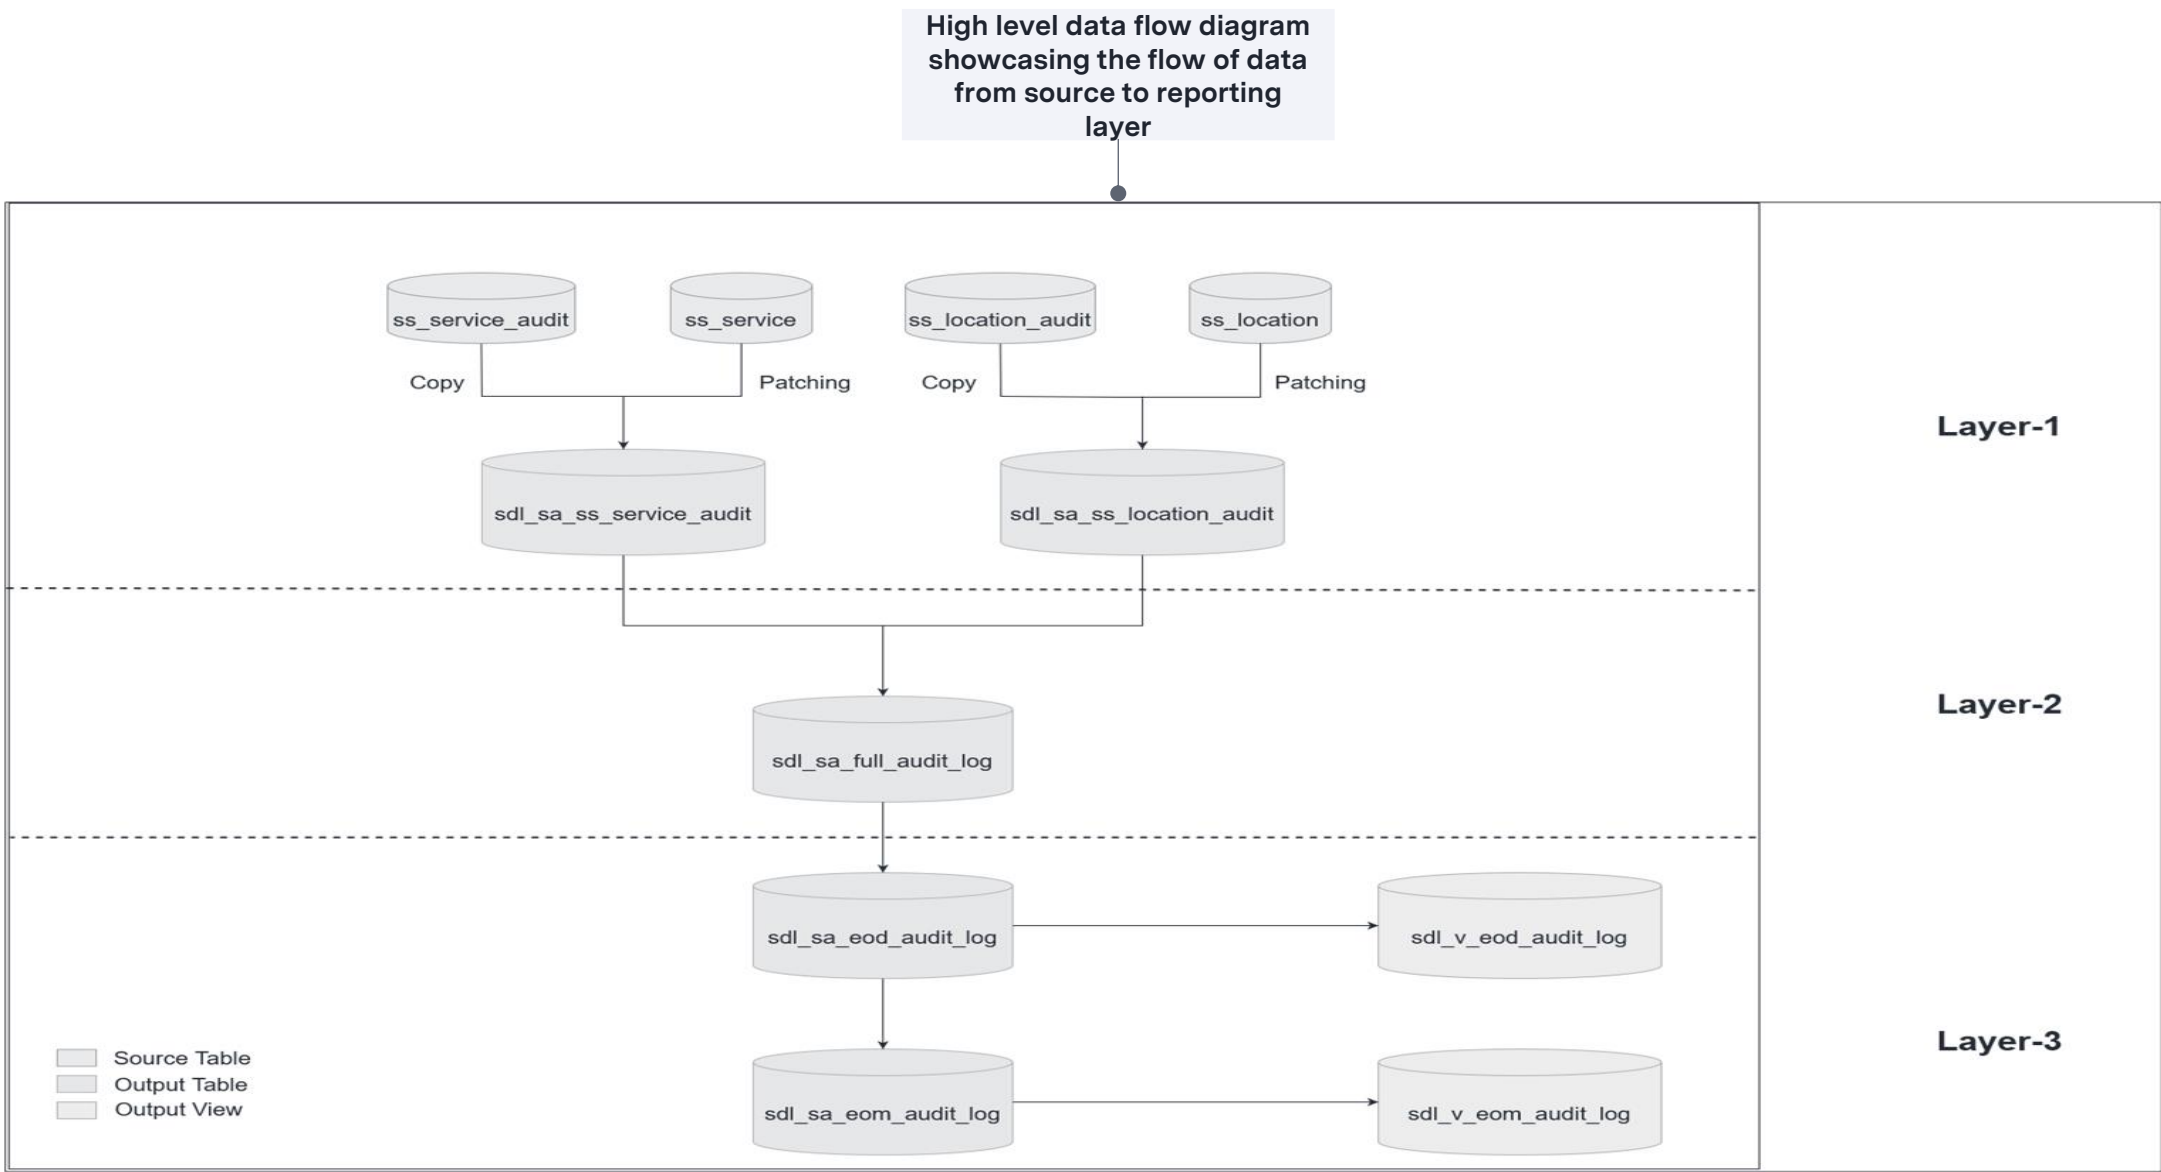 High level data flow diagram
showcasing the flow of data
from source to reporting
layer
ss_service_audit
ss_service
ss_location_audit
ss_location
Copy
Patching
Copy
Patching
Layer-1
sdl_sa_ss_service_audit
sdl_sa_ss_location_audit
Layer-2
sdl_sa_full_audit_log
sdl_sa_eod_audit_log
sdl_v_eod_audit_log
Layer-3
Source Table
Output Table
Output View
sdl_sa_eom_audit_log
sdl_v_eom_audit_log